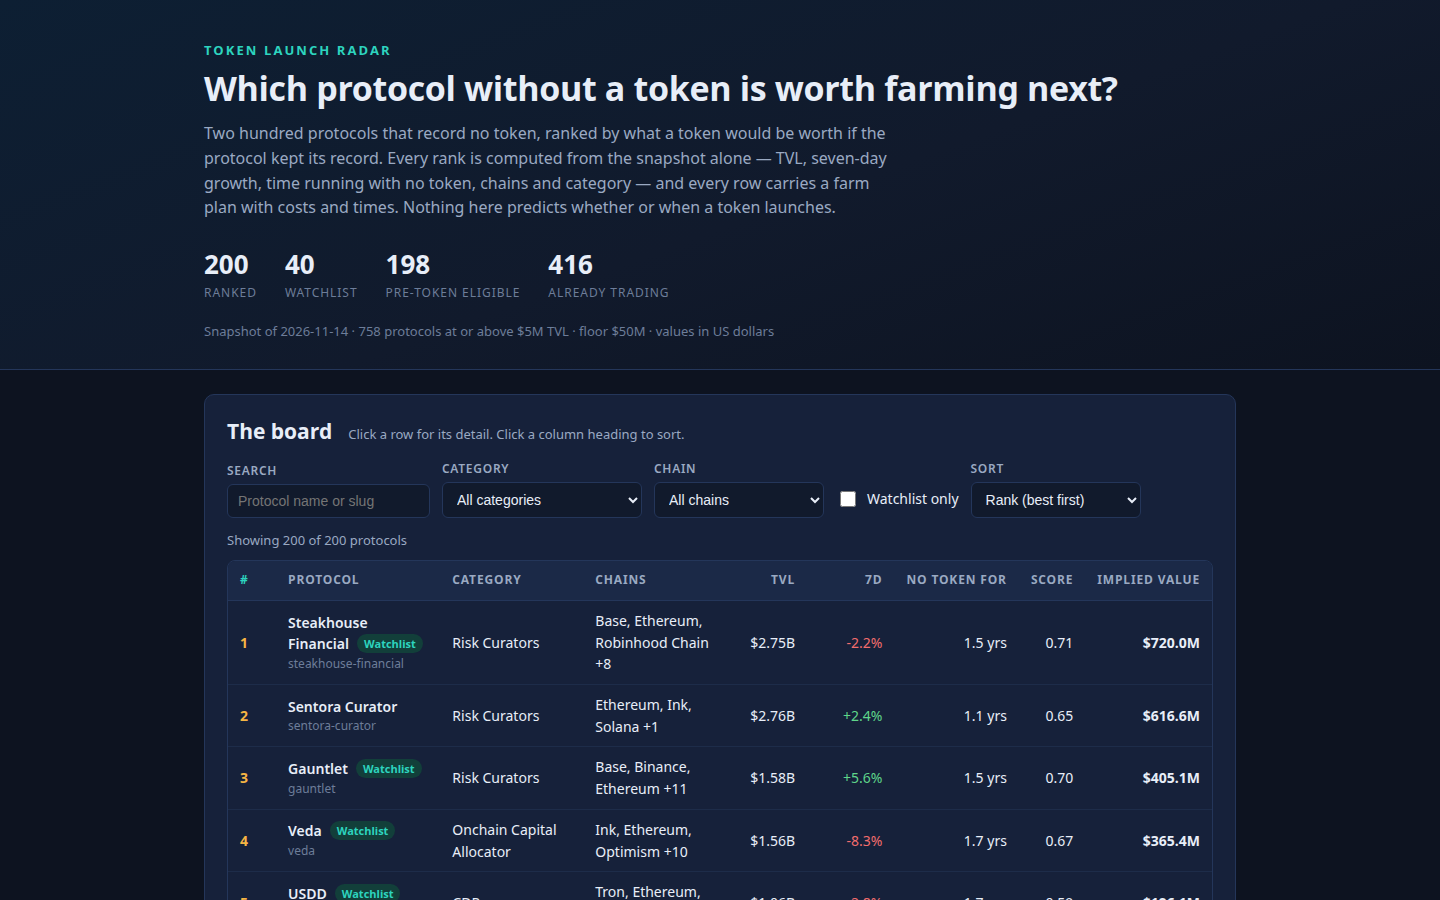 TOKEN LAUNCH RADAR
Which protocol without a token is worth farming next?
Two hundred protocols that record no token, ranked by what a token would be worth if the
protocol kept its record. Every rank is computed from the snapshot alone — TVL, seven-day
growth, time running with no token, chains and category — and every row carries a farm
plan with costs and times. Nothing here predicts whether or when a token launches.
200 40 198 416
RANKED WATCHLIST PRE-TOKEN ELIGIBLE ALREADY TRADING
Snapshot of 2026-11-14 · 758 protocols at or above $5M TVL · floor $50M · values in US dollars
The board Click a row for its detail. Click a column heading to sort.
SEARCH CATEGORY CHAIN SORT
Protocol name or slug All categories All chains Watchlist only Rank (best first)
Showing 200 of 200 protocols
# PROTOCOL CATEGORY CHAINS TVL 7D NO TOKEN FOR SCORE IMPLIED VALUE
1 Steakhouse Financial Watchlist steakhouse-financial Risk Curators Base, Ethereum, Robinhood Chain +8 $2.75B -2.2% 1.5 yrs 0.71 $720.0M
2 Sentora Curator sentora-curator Risk Curators Ethereum, Ink, Solana +1 $2.76B +2.4% 1.1 yrs 0.65 $616.6M
3 Gauntlet Watchlist gauntlet Risk Curators Base, Binance, Ethereum +11 $1.58B +5.6% 1.5 yrs 0.70 $405.1M
4 Veda Watchlist veda Onchain Capital Allocator Ink, Ethereum, Optimism +10 $1.56B -8.3% 1.7 yrs 0.67 $365.4M
USDD Watchlist Tron, Ethereum,